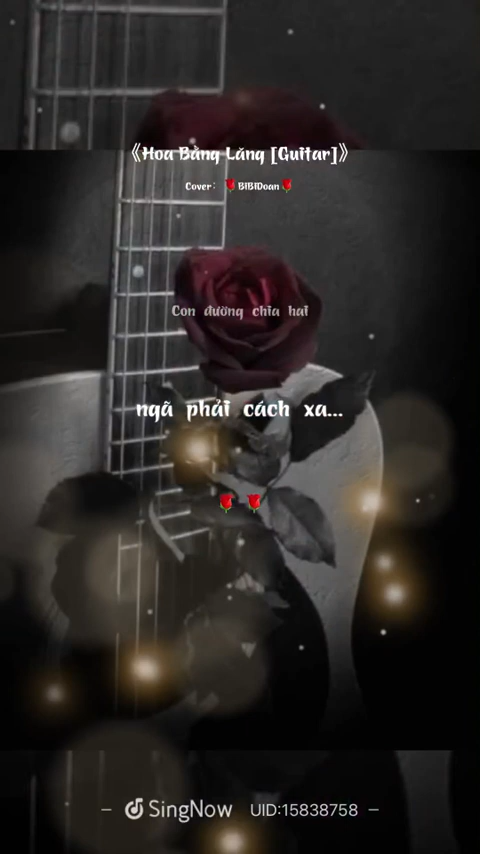 《Hoa Bằng Lăng [Guitar]》
Cover: 🌹BiBiDoan🌹
Con đường chia hai
ngã phải cách xa...
🌹 🌹
– SingNow UID:15838758 –